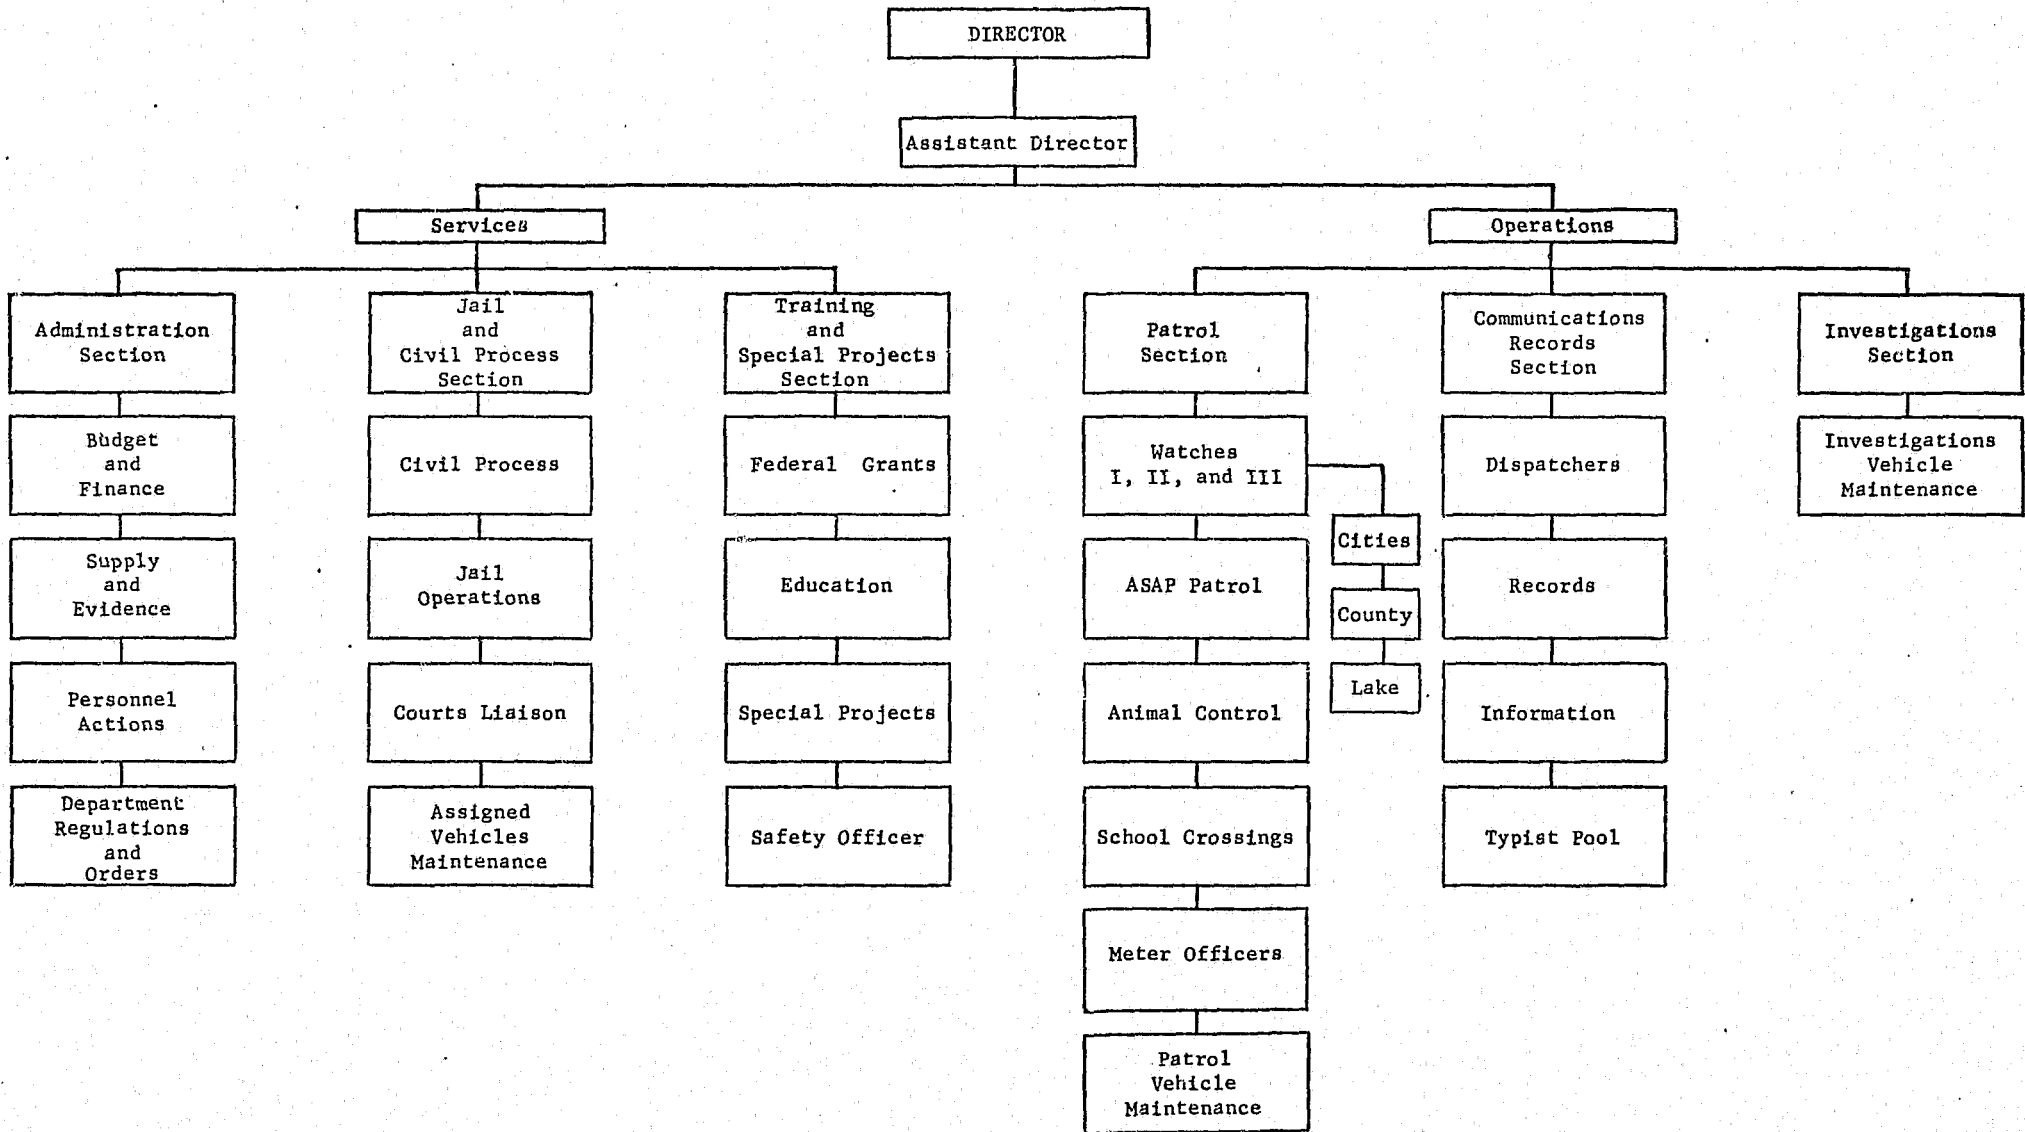 DIRECTOR
Assistant Director
Services
Operations
Administration
Section
Jail
and
Civil Process
Section
Training
and
Special Projects
Section
Patrol
Section
Communications
Records
Section
Investigations
Section
Budget
and
Finance
Civil Process
Federal Grants
Watches
I, II, and III
Dispatchers
Investigations
Vehicle
Maintenance
Cities
Supply
and
Evidence
Jail
Operations
Education
ASAP Patrol
County
Records
Personnel
Actions
Courts Liaison
Special Projects
Animal Control
Lake
Information
Department
Regulations
and
Orders
Assigned
Vehicles
Maintenance
Safety Officer
School Crossings
Typist Pool
Meter Officers
Patrol
Vehicle
Maintenance